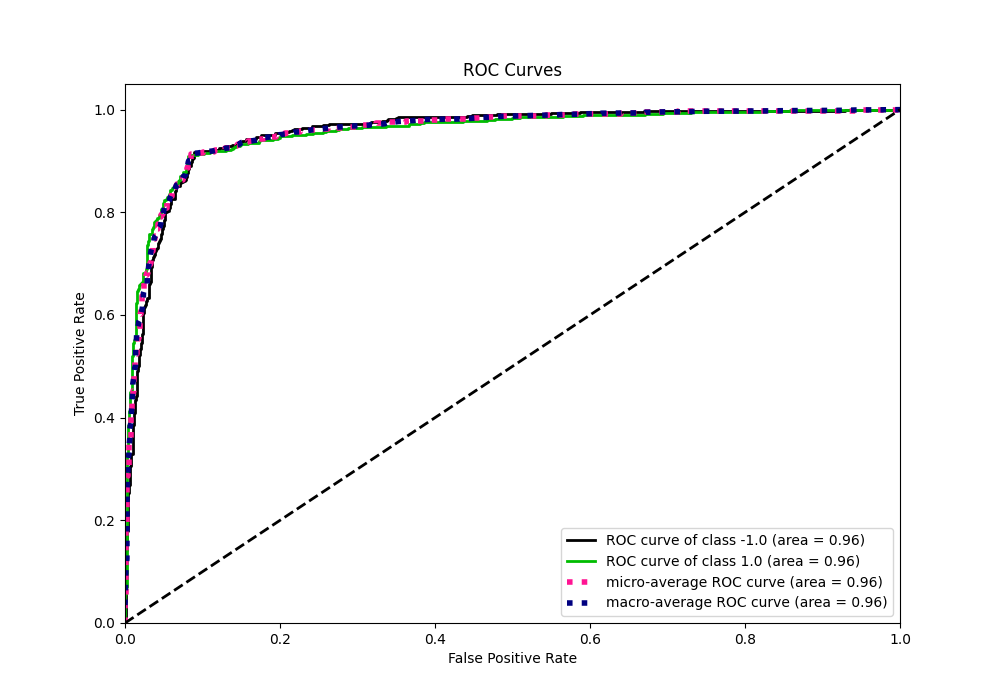 ROC Curves
True Positive Rate
1.0
0.8
0.6
0.4
0.2
0.0
ROC curve of class -1.0 (area = 0.96)
ROC curve of class 1.0 (area = 0.96)
micro-average ROC curve (area = 0.96)
macro-average ROC curve (area = 0.96)
0.0 0.2 0.4 0.6 0.8 1.0
False Positive Rate